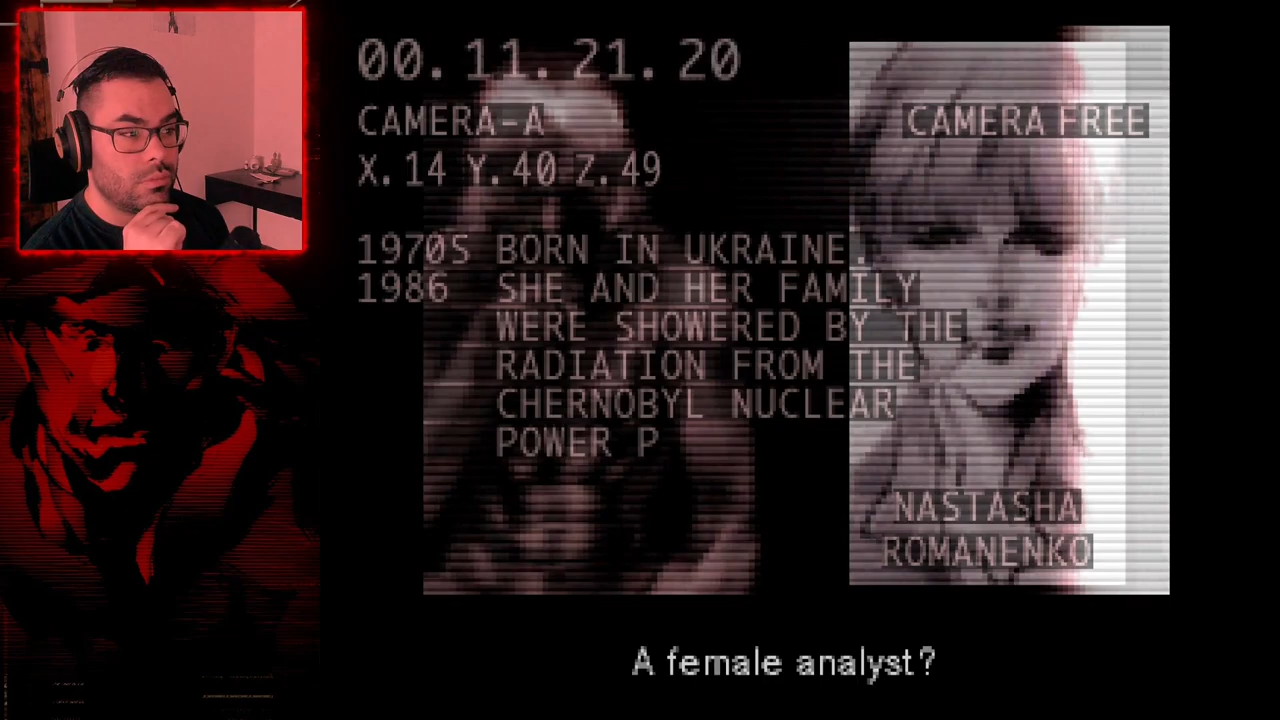 00.11.21.20
CAMERA-A
CAMERA FREE
X.14 Y.40 Z.49
1970S BORN IN UKRAINE.
1986 SHE AND HER FAMILY
WERE SHOWERED BY THE
RADIATION FROM THE
CHERNOBYL NUCLEAR
POWER P
NASTASHA
ROMANENKO
A female analyst?